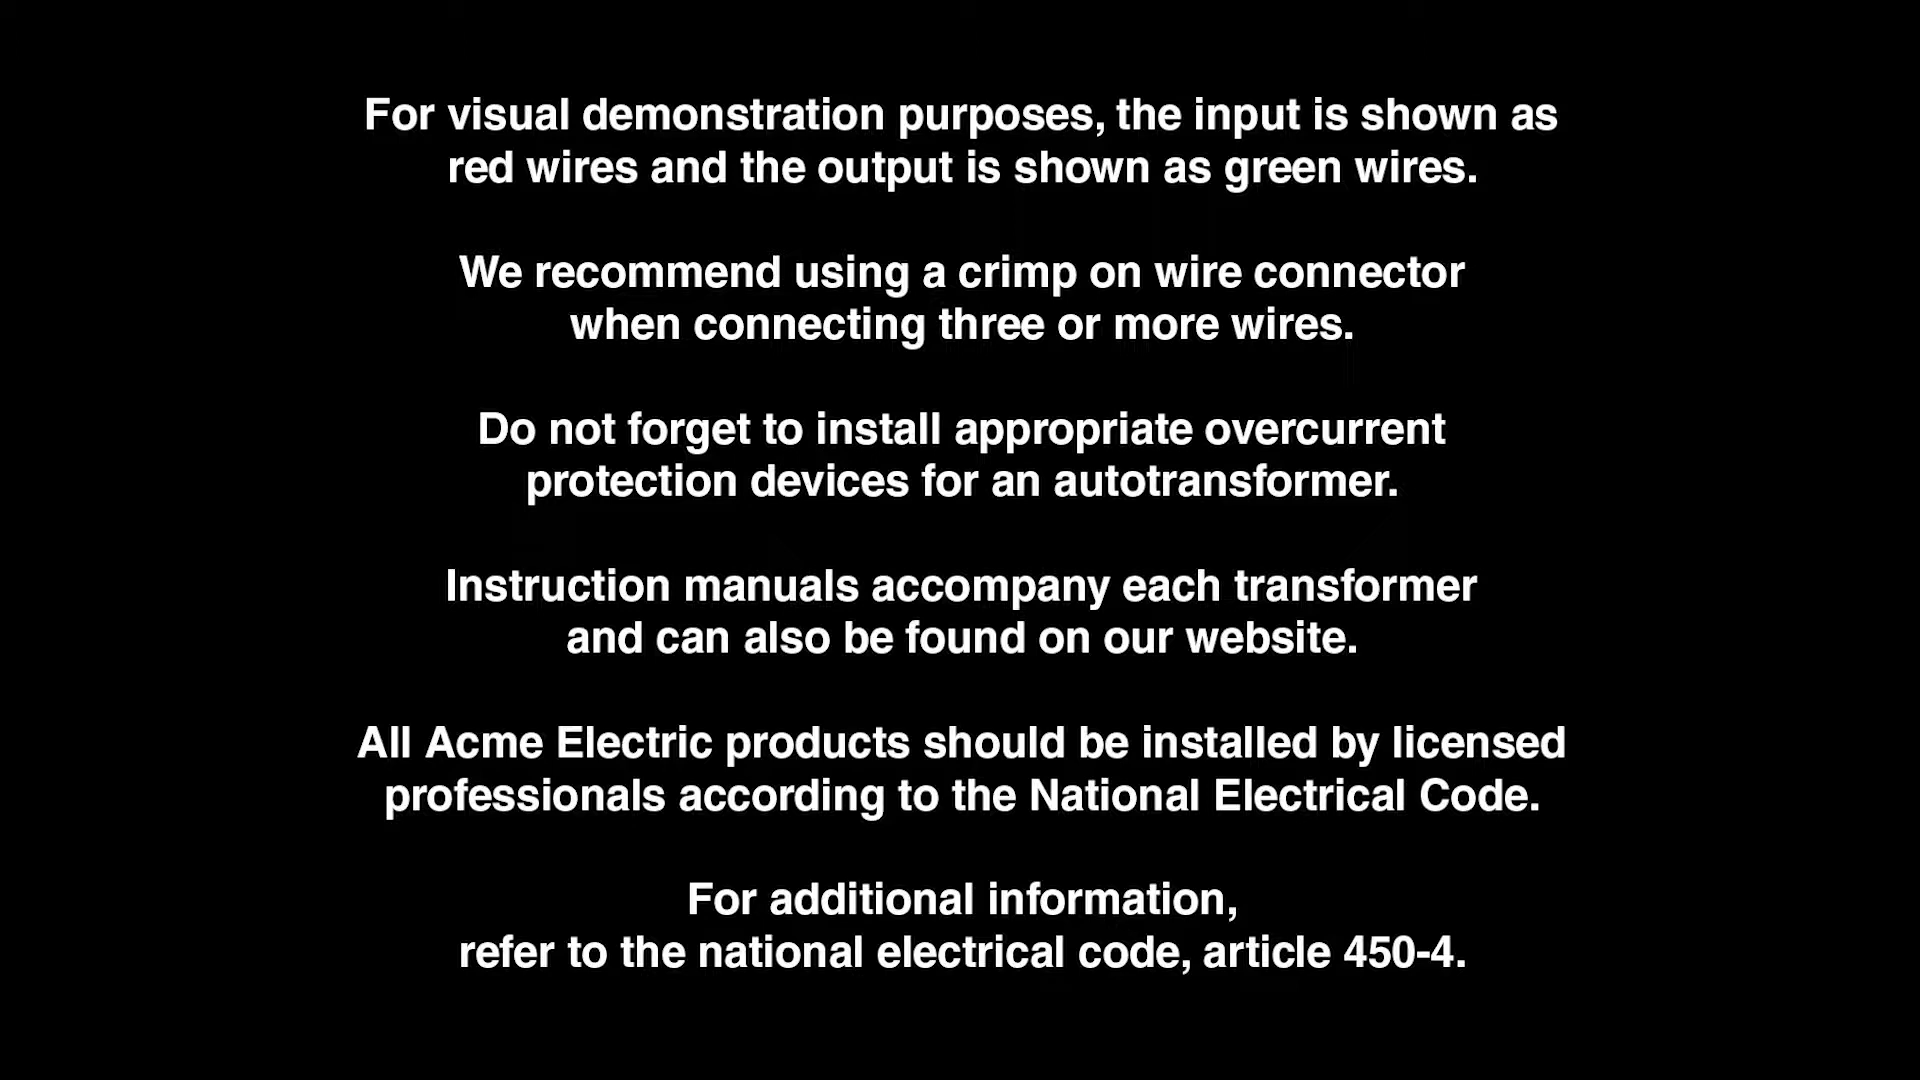 For visual demonstration purposes, the input is shown as
red wires and the output is shown as green wires.
We recommend using a crimp on wire connector
when connecting three or more wires.
Do not forget to install appropriate overcurrent
protection devices for an autotransformer.
Instruction manuals accompany each transformer
and can also be found on our website.
All Acme Electric products should be installed by licensed
professionals according to the National Electrical Code.
For additional information,
refer to the national electrical code, article 450-4.